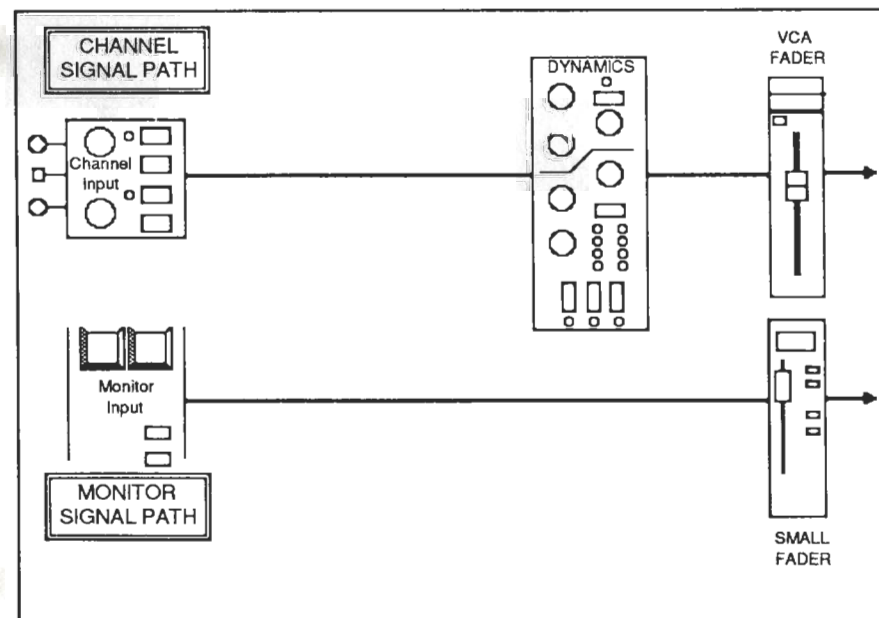 CHANNEL
SIGNAL PATH
DYNAMICS
VCA
FADER
Channel
Input
Monitor
Input
MONITOR
SIGNAL PATH
SMALL
FADER